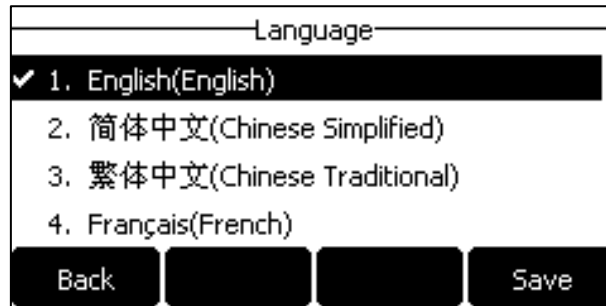 Language
✔ 1. English(English)
2. 简体中文(Chinese Simplified)
3. 繁体中文(Chinese Traditional)
4. Français(French)
Back Save